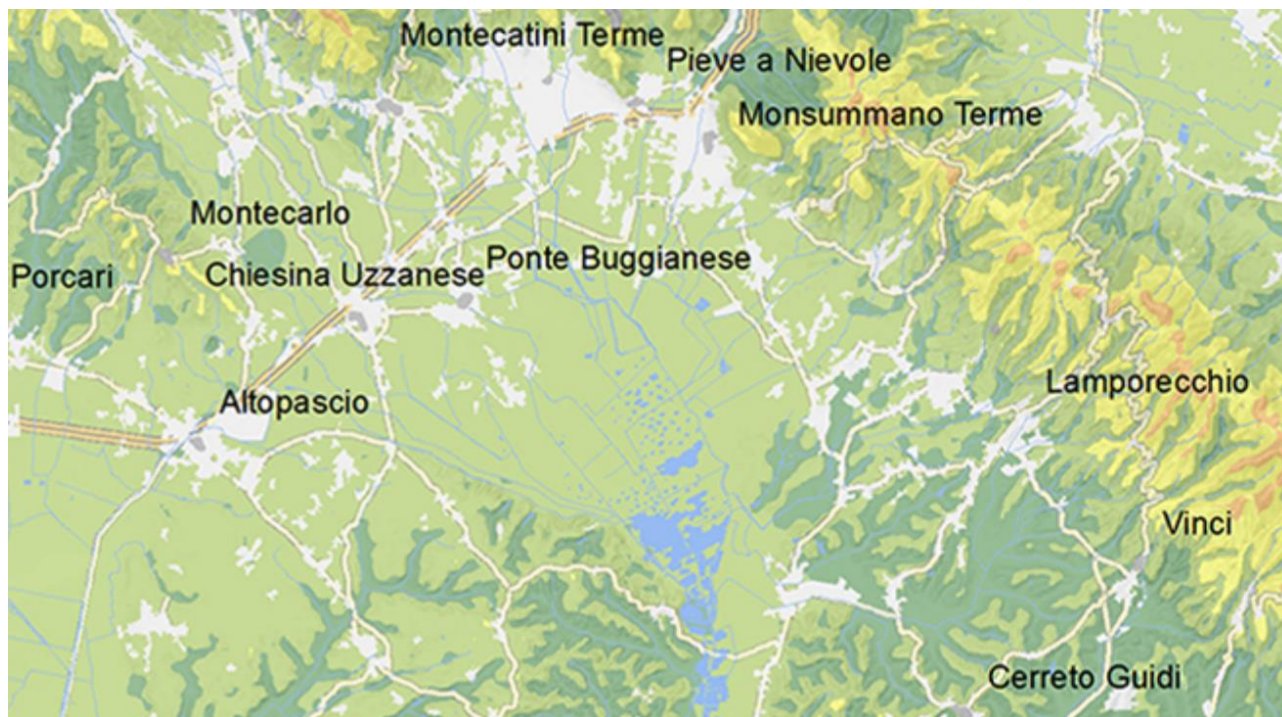 Montecatini Terme
Pieve a Nievole
Monsummano Terme
Montecarlo
Porcari
Chiesina Uzzanese
Ponte Buggianese
Altopascio
Lamporecchio
Vinci
Cerreto Guidi